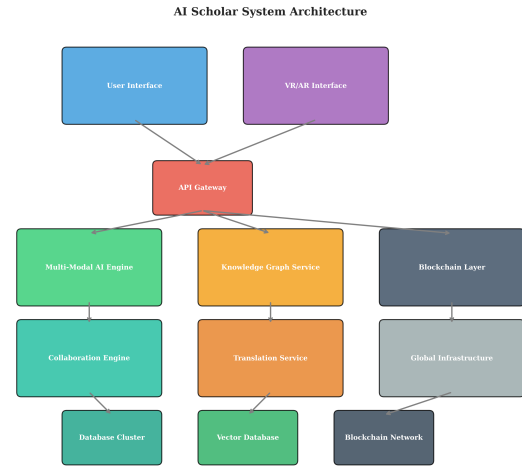 AI Scholar System Architecture
User Interface
VR/AR Interface
API Gateway
Multi-Modal AI Engine
Knowledge Graph Service
Blockchain Layer
Collaboration Engine
Translation Service
Global Infrastructure
Database Cluster
Vector Database
Blockchain Network